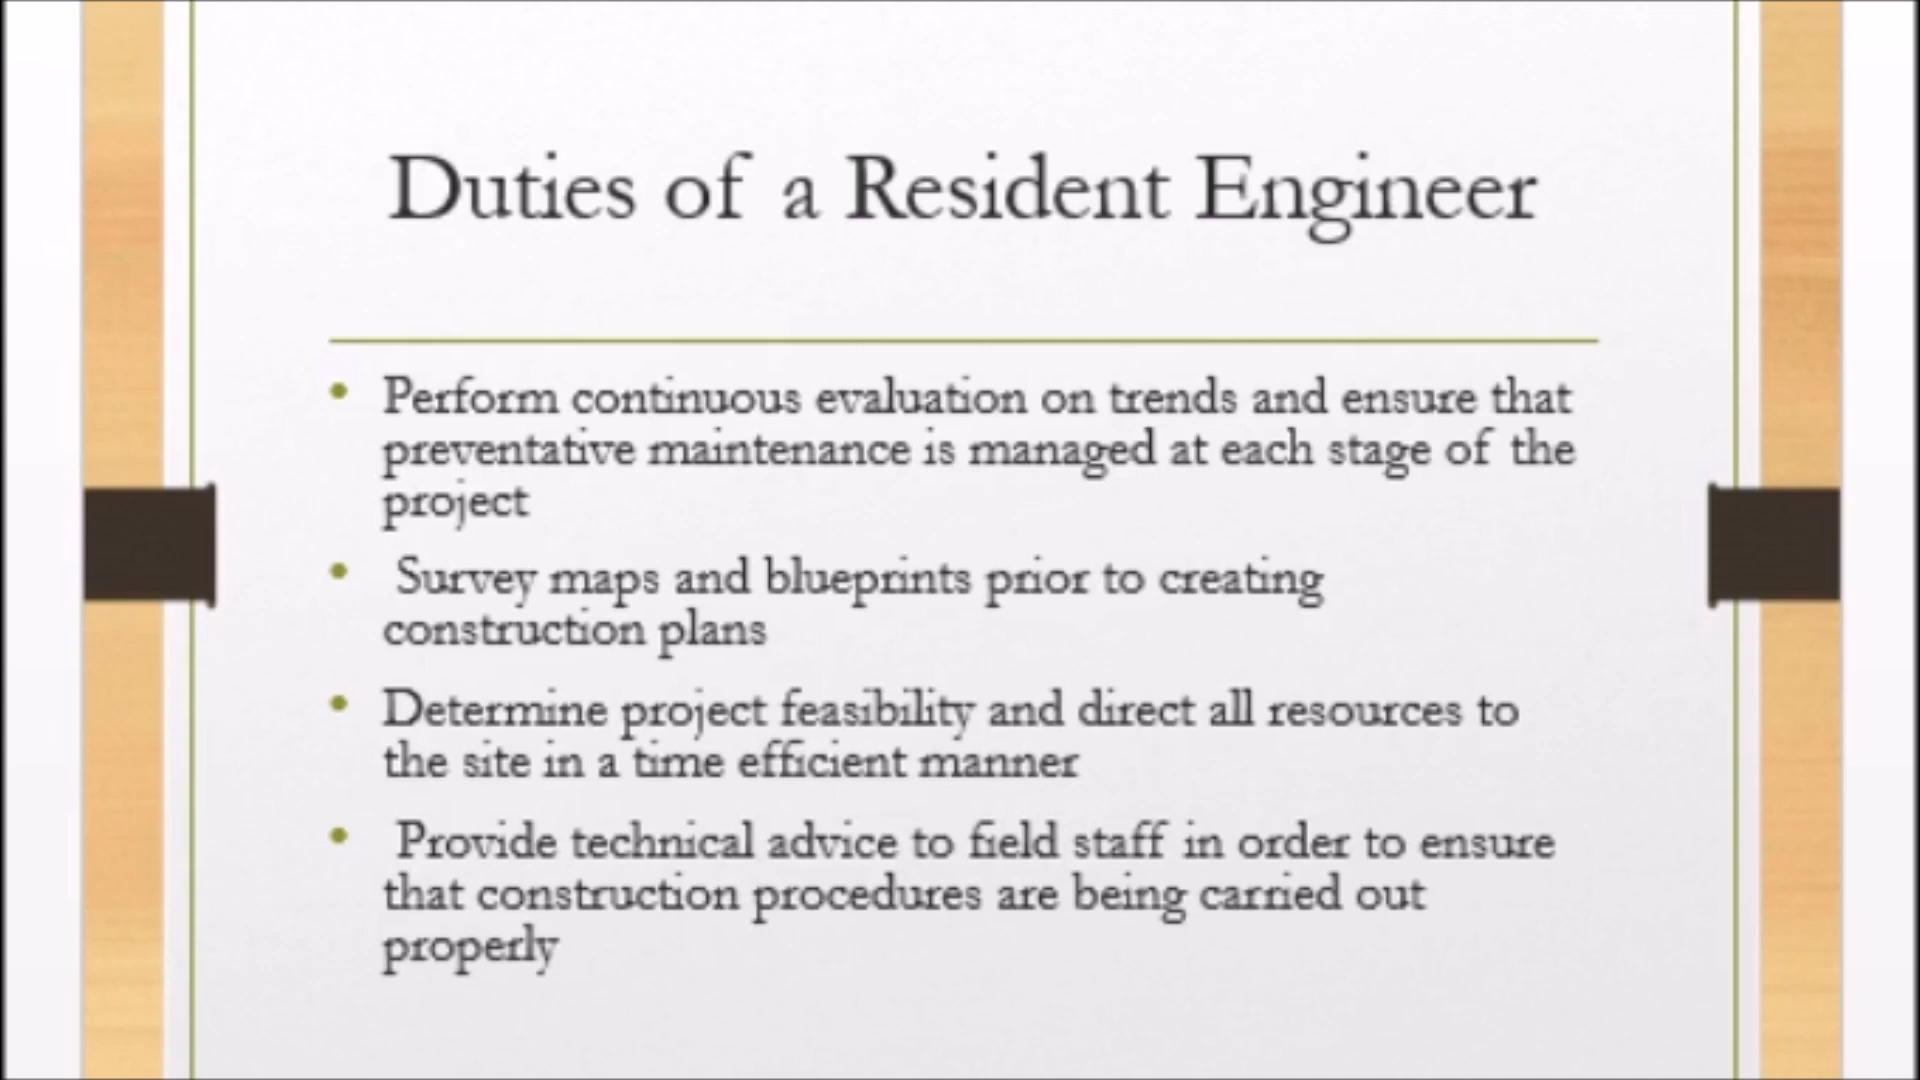 Duties of a Resident Engineer
• Perform continuous evaluation on trends and ensure that
preventative maintenance is managed at each stage of the
project
• Survey maps and blueprints prior to creating
construction plans
• Determine project feasibility and direct all resources to
the site in a time efficient manner
• Provide technical advice to field staff in order to ensure
that construction procedures are being carried out
properly